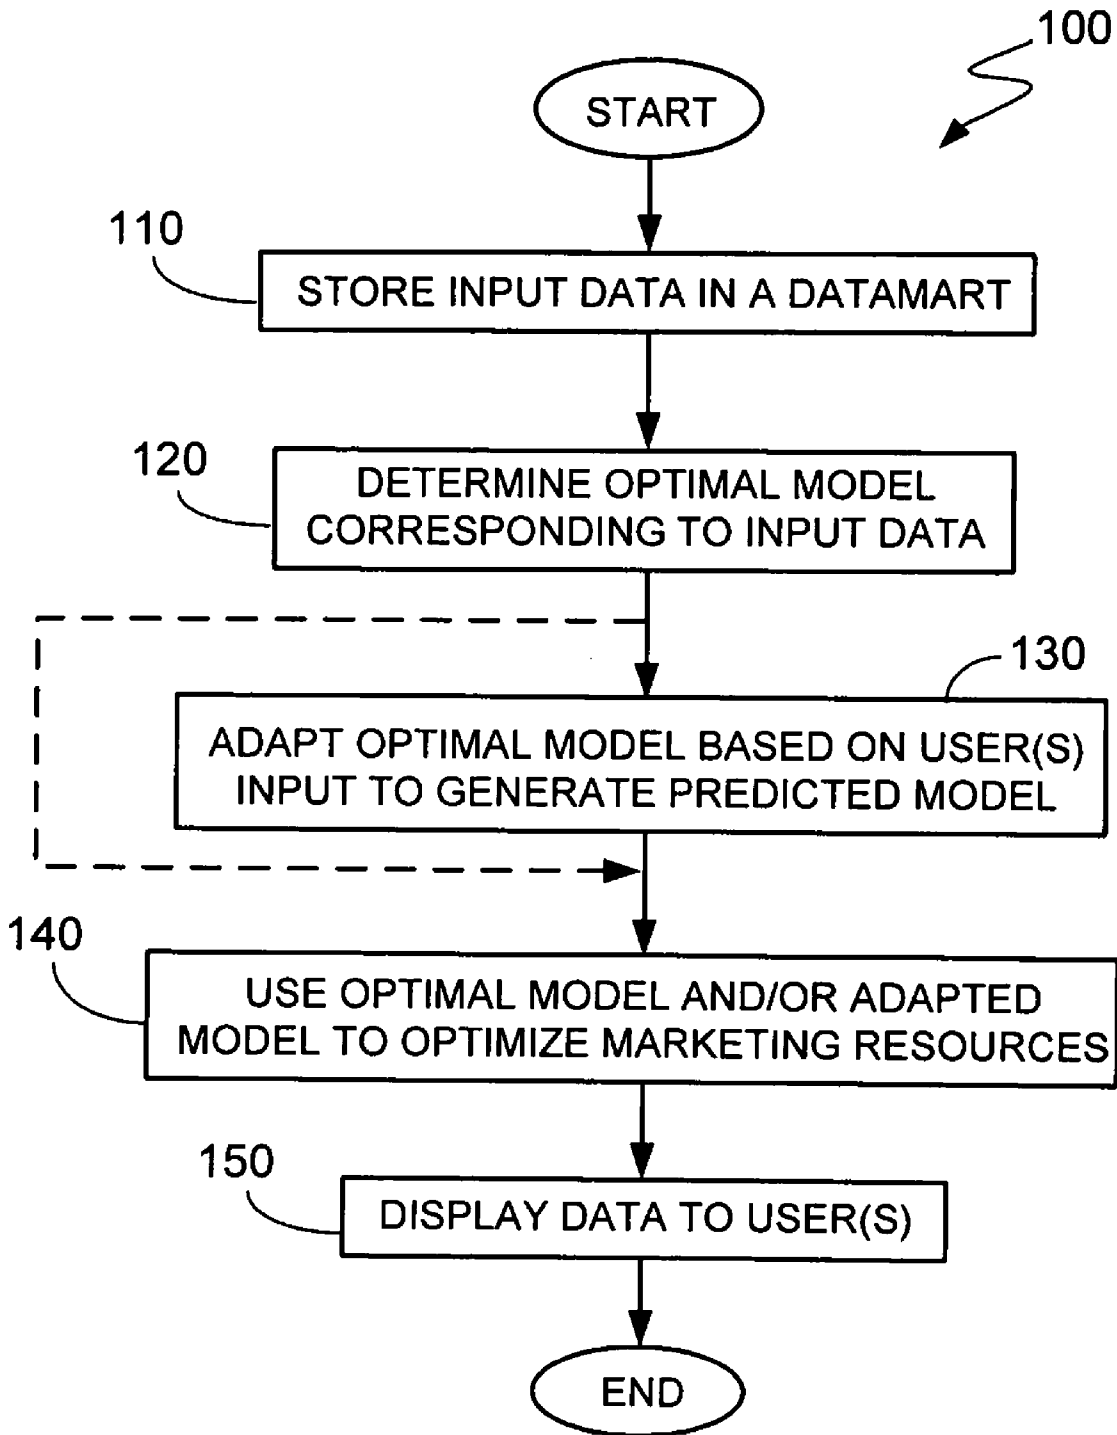 100
START
110
STORE INPUT DATA IN A DATAMART
120
DETERMINE OPTIMAL MODEL
CORRESPONDING TO INPUT DATA
130
ADAPT OPTIMAL MODEL BASED ON USER(S)
INPUT TO GENERATE PREDICTED MODEL
140
USE OPTIMAL MODEL AND/OR ADAPTED
MODEL TO OPTIMIZE MARKETING RESOURCES
150
DISPLAY DATA TO USER(S)
END